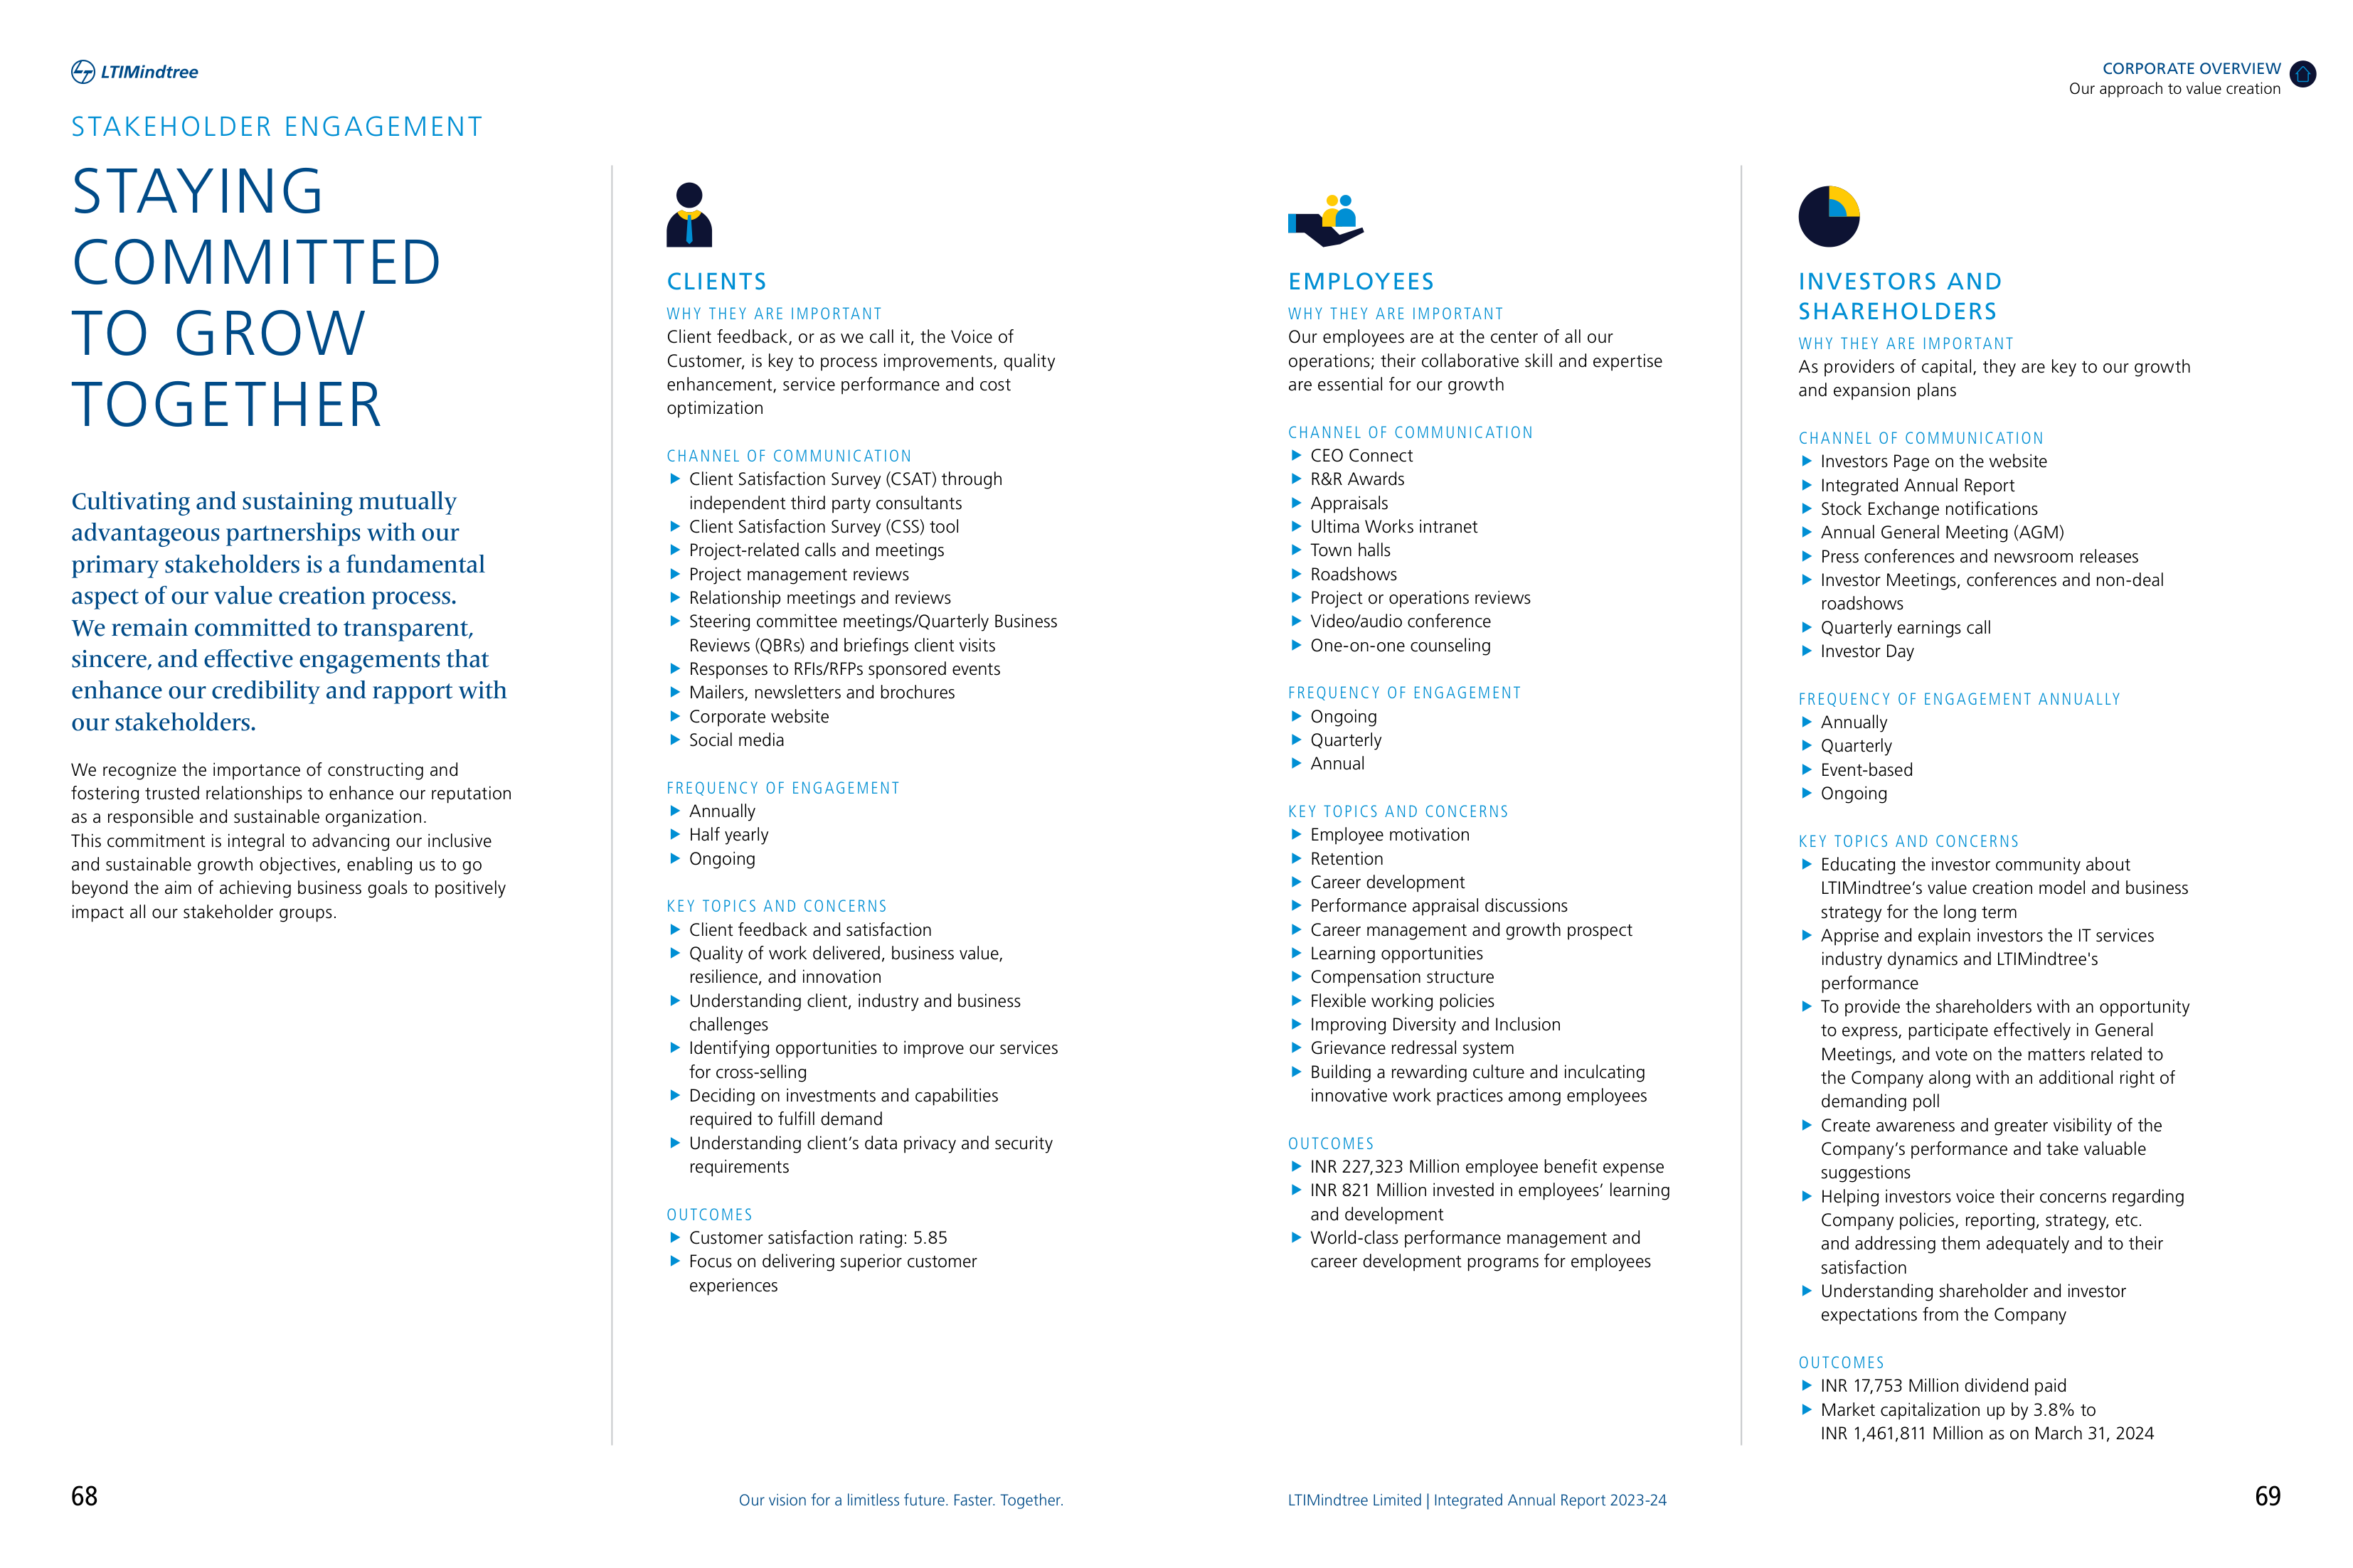 LTIMindtree
CORPORATE OVERVIEW
Our approach to value creation
STAKEHOLDER ENGAGEMENT
STAYING
COMMITTED
TO GROW
TOGETHER
Cultivating and sustaining mutually
advantageous partnerships with our
primary stakeholders is a fundamental
aspect of our value creation process.
We remain committed to transparent,
sincere, and effective engagements that
enhance our credibility and rapport with
our stakeholders.
We recognize the importance of constructing and
fostering trusted relationships to enhance our reputation
as a responsible and sustainable organization.
This commitment is integral to advancing our inclusive
and sustainable growth objectives, enabling us to go
beyond the aim of achieving business goals to positively
impact all our stakeholder groups.
CLIENTS
WHY THEY ARE IMPORTANT
Client feedback, or as we call it, the Voice of
Customer, is key to process improvements, quality
enhancement, service performance and cost
optimization
CHANNEL OF COMMUNICATION
Client Satisfaction Survey (CSAT) through
independent third party consultants
Client Satisfaction Survey (CSS) tool
Project-related calls and meetings
Project management reviews
Relationship meetings and reviews
Steering committee meetings/Quarterly Business
Reviews (QBRs) and briefings client visits
Responses to RFIs/RFPs sponsored events
Mailers, newsletters and brochures
Corporate website
Social media
FREQUENCY OF ENGAGEMENT
Annually
Half yearly
Ongoing
KEY TOPICS AND CONCERNS
Client feedback and satisfaction
Quality of work delivered, business value,
resilience, and innovation
Understanding client, industry and business
challenges
Identifying opportunities to improve our services
for cross-selling
Deciding on investments and capabilities
required to fulfill demand
Understanding client’s data privacy and security
requirements
OUTCOMES
Customer satisfaction rating: 5.85
Focus on delivering superior customer
experiences
EMPLOYEES
WHY THEY ARE IMPORTANT
Our employees are at the center of all our
operations; their collaborative skill and expertise
are essential for our growth
CHANNEL OF COMMUNICATION
CEO Connect
R&R Awards
Appraisals
Ultima Works intranet
Town halls
Roadshows
Project or operations reviews
Video/audio conference
One-on-one counseling
FREQUENCY OF ENGAGEMENT
Ongoing
Quarterly
Annual
KEY TOPICS AND CONCERNS
Employee motivation
Retention
Career development
Performance appraisal discussions
Career management and growth prospect
Learning opportunities
Compensation structure
Flexible working policies
Improving Diversity and Inclusion
Grievance redressal system
Building a rewarding culture and inculcating
innovative work practices among employees
OUTCOMES
INR 227,323 Million employee benefit expense
INR 821 Million invested in employees’ learning
and development
World-class performance management and
career development programs for employees
INVESTORS AND
SHAREHOLDERS
WHY THEY ARE IMPORTANT
As providers of capital, they are key to our growth
and expansion plans
CHANNEL OF COMMUNICATION
Investors Page on the website
Integrated Annual Report
Stock Exchange notifications
Annual General Meeting (AGM)
Press conferences and newsroom releases
Investor Meetings, conferences and non-deal
roadshows
Quarterly earnings call
Investor Day
FREQUENCY OF ENGAGEMENT ANNUALLY
Annually
Quarterly
Event-based
Ongoing
KEY TOPICS AND CONCERNS
Educating the investor community about
LTIMindtree’s value creation model and business
strategy for the long term
Apprise and explain investors the IT services
industry dynamics and LTIMindtree's
performance
To provide the shareholders with an opportunity
to express, participate effectively in General
Meetings, and vote on the matters related to
the Company along with an additional right of
demanding poll
Create awareness and greater visibility of the
Company’s performance and take valuable
suggestions
Helping investors voice their concerns regarding
Company policies, reporting, strategy, etc.
and addressing them adequately and to their
satisfaction
Understanding shareholder and investor
expectations from the Company
OUTCOMES
INR 17,753 Million dividend paid
Market capitalization up by 3.8% to
INR 1,461,811 Million as on March 31, 2024
68
Our vision for a limitless future. Faster. Together.
LTIMindtree Limited | Integrated Annual Report 2023-24
69